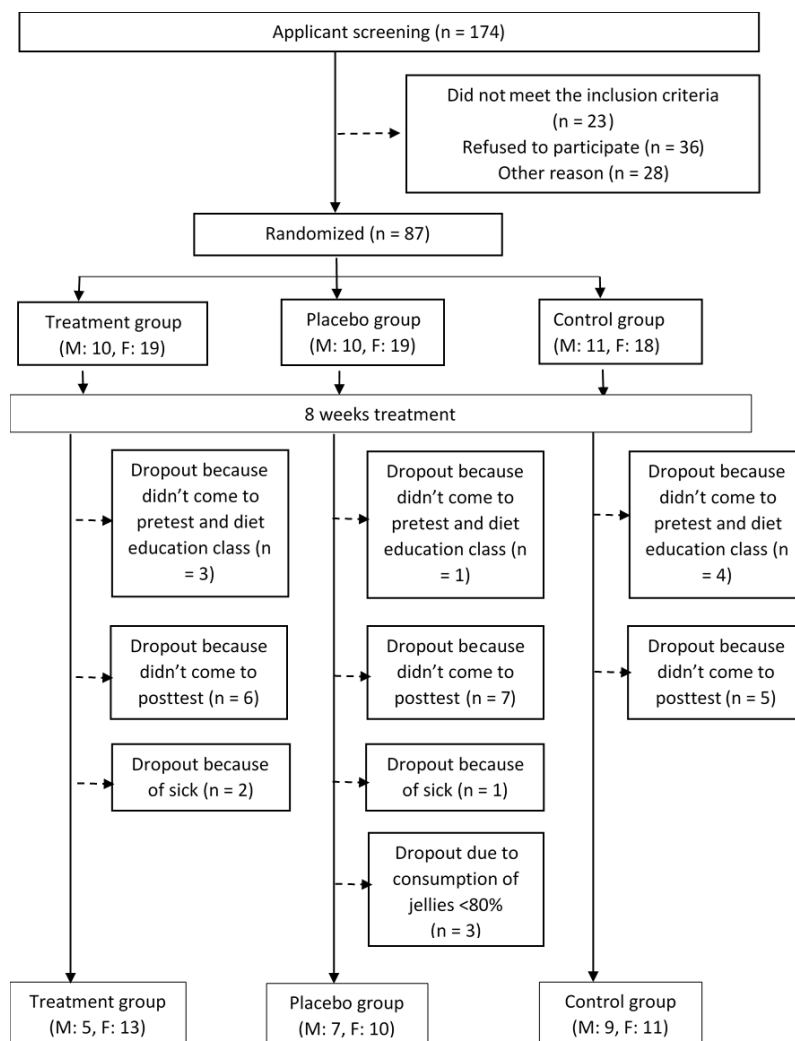 Applicant screening (n = 174)
Did not meet the inclusion criteria
(n = 23)
Refused to participate (n = 36)
Other reason (n = 28)
Randomized (n = 87)
Treatment group
(M: 10, F: 19)
Placebo group
(M: 10, F: 19)
Control group
(M: 11, F: 18)
8 weeks treatment
Dropout because
didn’t come to
pretest and diet
education class (n
= 3)
Dropout because
didn’t come to
pretest and diet
education class (n
= 1)
Dropout because
didn’t come to
pretest and diet
education class (n
= 4)
Dropout because
didn’t come to
posttest (n = 6)
Dropout because
didn’t come to
posttest (n = 7)
Dropout because
didn’t come to
posttest (n = 5)
Dropout because
of sick (n = 2)
Dropout because
of sick (n = 1)
Dropout due to
consumption of
jellies <80%
(n = 3)
Treatment group
(M: 5, F: 13)
Placebo group
(M: 7, F: 10)
Control group
(M: 9, F: 11)